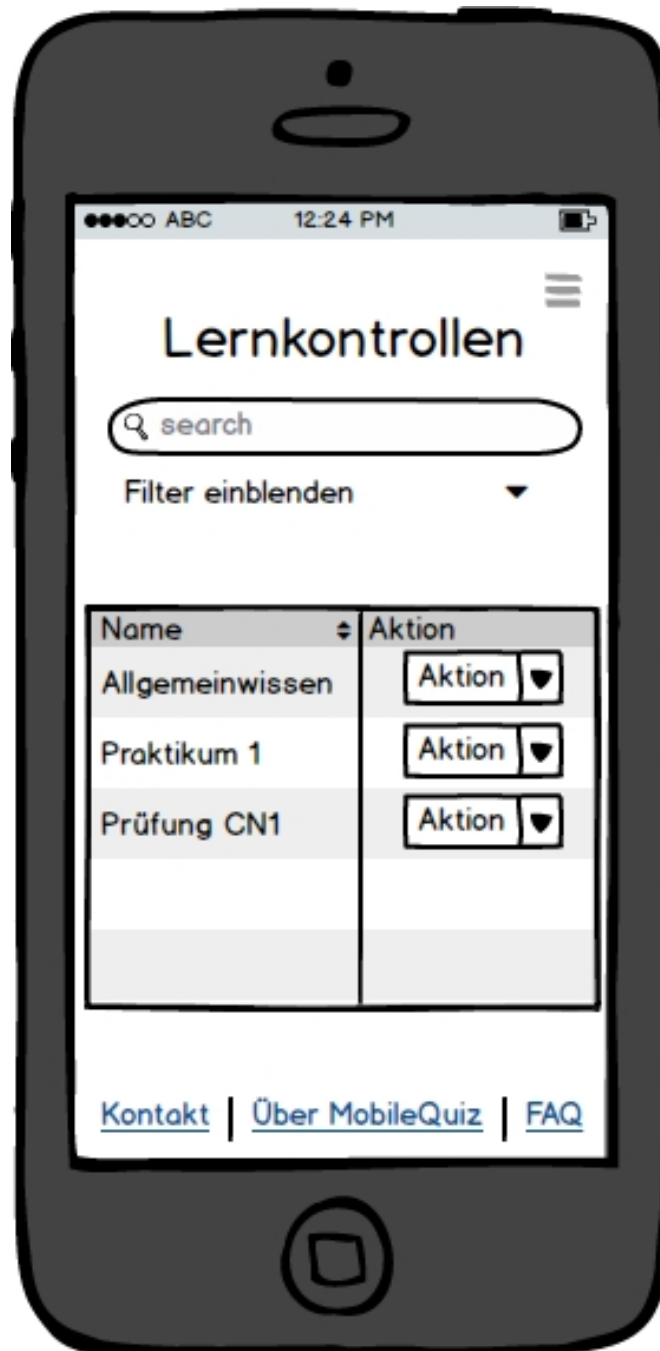 ABC 12:24 PM
Lernkontrollen
search
Filter einblenden
Name Aktion
Allgemeinwissen Aktion
Praktikum 1 Aktion
Prüfung CN1 Aktion
Kontakt | Über MobileQuiz | FAQ